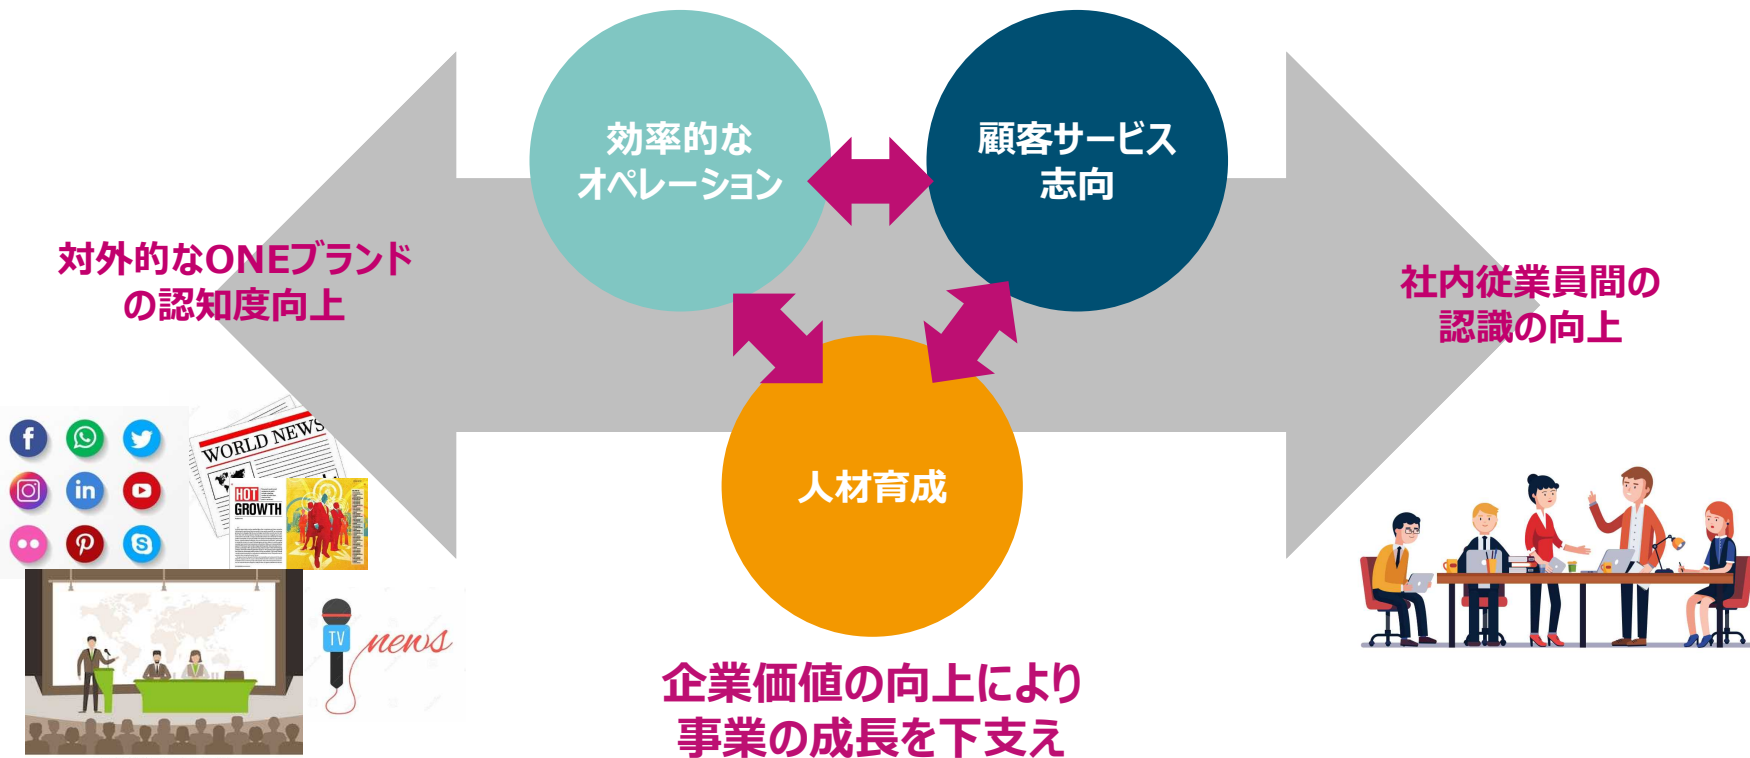 効率的な
オペレーション
顧客サービス
志向
対外的なONEブランド
の認知度向上
社内従業員間の
認識の向上
人材育成
WORLD NEWS
HOT
GROWTH
TV
news
企業価値の向上により
事業の成長を下支え